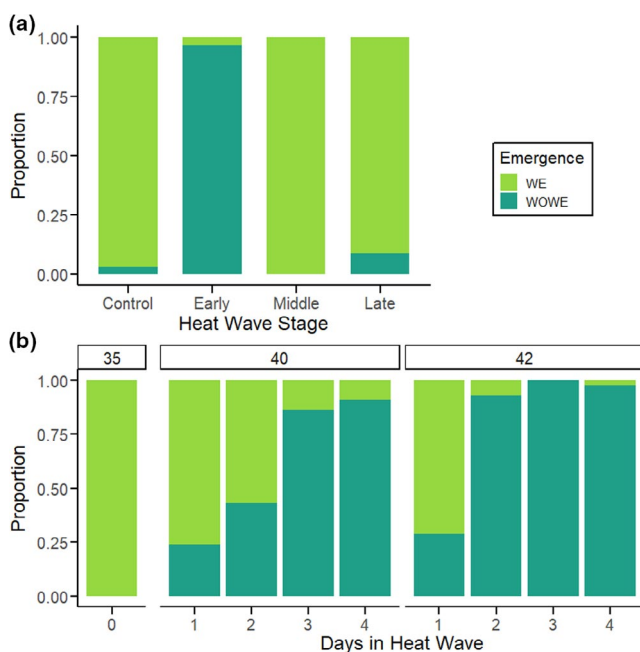 (a)
1.00
0.75
0.50
0.25
0.00
Proportion
Control Early Middle Late
Heat Wave Stage
Emergence
WE
WOWE
(b)
35 40 42
1.00
0.75
0.50
0.25
0.00
Proportion
0 1 2 3 4 1 2 3 4
Days in Heat Wave